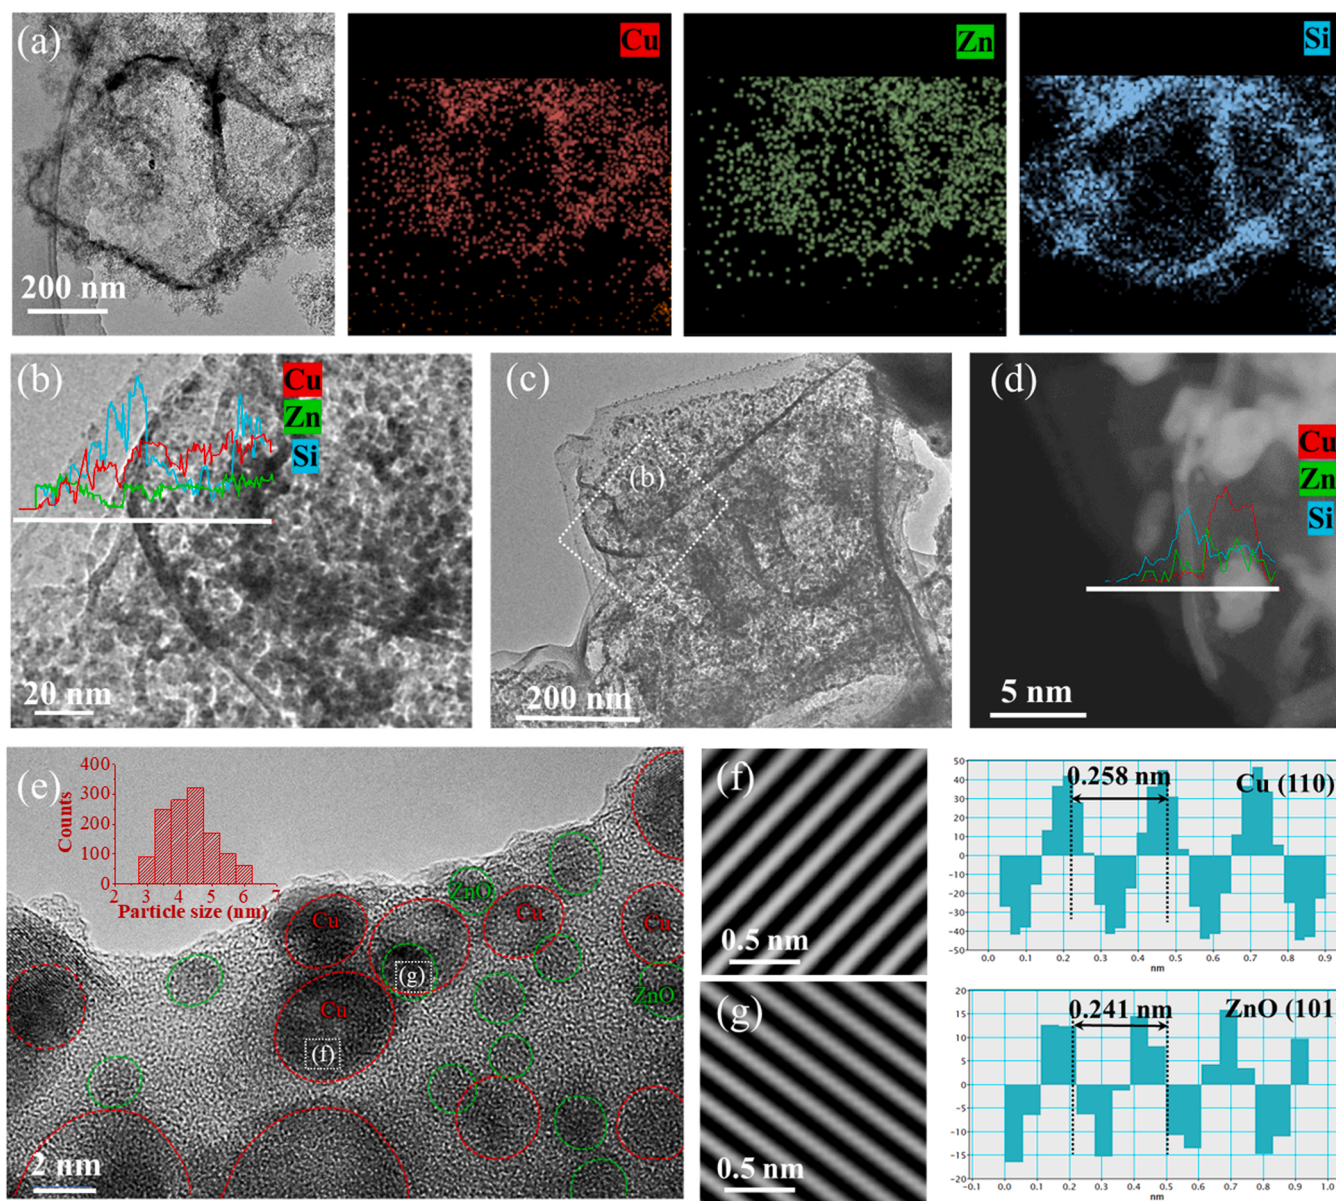 (a)
Cu
Zn
Si
200 nm
(b)
Cu
Zn
Si
20 nm
(c)
(b)
200 nm
(d)
Cu
Zn
Si
5 nm
(e)
400
300
200
100
0
Counts
2 3 4 5 6 7
Particle size (nm)
Cu
ZnO
Cu
Cu
(g)
Cu
ZnO
(f)
2 nm
(f)
0.5 nm
0.258 nm
Cu (110)
50
40
30
20
10
0
-10
-20
-30
-40
-50
0.0 0.1 0.2 0.3 0.4 0.5 0.6 0.7 0.8 0.9
nm
(g)
0.5 nm
0.241 nm
ZnO (101
20
15
10
5
0
-5
-10
-15
-20
-0.1 0.0 0.1 0.2 0.3 0.4 0.5 0.6 0.7 0.8 0.9 1.0
nm